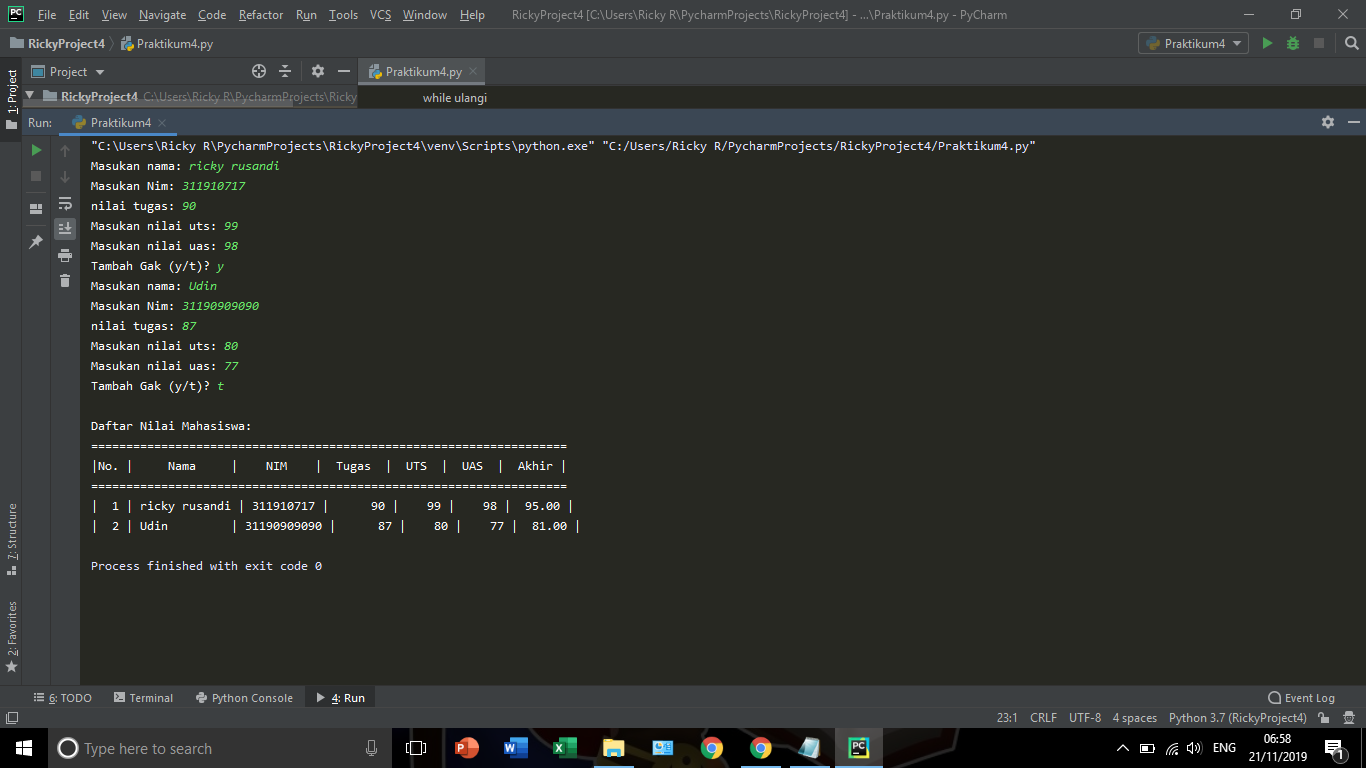 File Edit View Navigate Code Refactor Run Tools VCS Window Help RickyProject4 [C:\Users\Ricky R\PycharmProjects\RickyProject4] - ...\Praktikum4.py - PyCharm
RickyProject4 Praktikum4.py Praktikum4
Project Praktikum4.py
RickyProject4 C:\Users\Ricky R\PycharmProjects\Ricky while ulangi
1: Project
Run: Praktikum4
"C:\Users\Ricky R\PycharmProjects\RickyProject4\venv\Scripts\python.exe" "C:/Users/Ricky R/PycharmProjects/RickyProject4/Praktikum4.py"
Masukan nama: ricky rusandi
Masukan Nim: 311910717
nilai tugas: 90
Masukan nilai uts: 99
Masukan nilai uas: 98
Tambah Gak (y/t)? y
Masukan nama: Udin
Masukan Nim: 31190909090
nilai tugas: 87
Masukan nilai uts: 80
Masukan nilai uas: 77
Tambah Gak (y/t)? t
Daftar Nilai Mahasiswa:
====================================================================
|No. |     Nama     |    NIM    |  Tugas  |  UTS  |  UAS  |  Akhir |
====================================================================
|  1 | ricky rusandi | 311910717 |      90 |    99 |    98 |  95.00 |
|  2 | Udin         | 31190909090 |      87 |    80 |    77 |  81.00 |
Process finished with exit code 0
7: Structure
2: Favorites
6: TODO Terminal Python Console 4: Run Event Log
23:1 CRLF UTF-8 4 spaces Python 3.7 (RickyProject4)
Type here to search ENG 06:58
21/11/2019 1